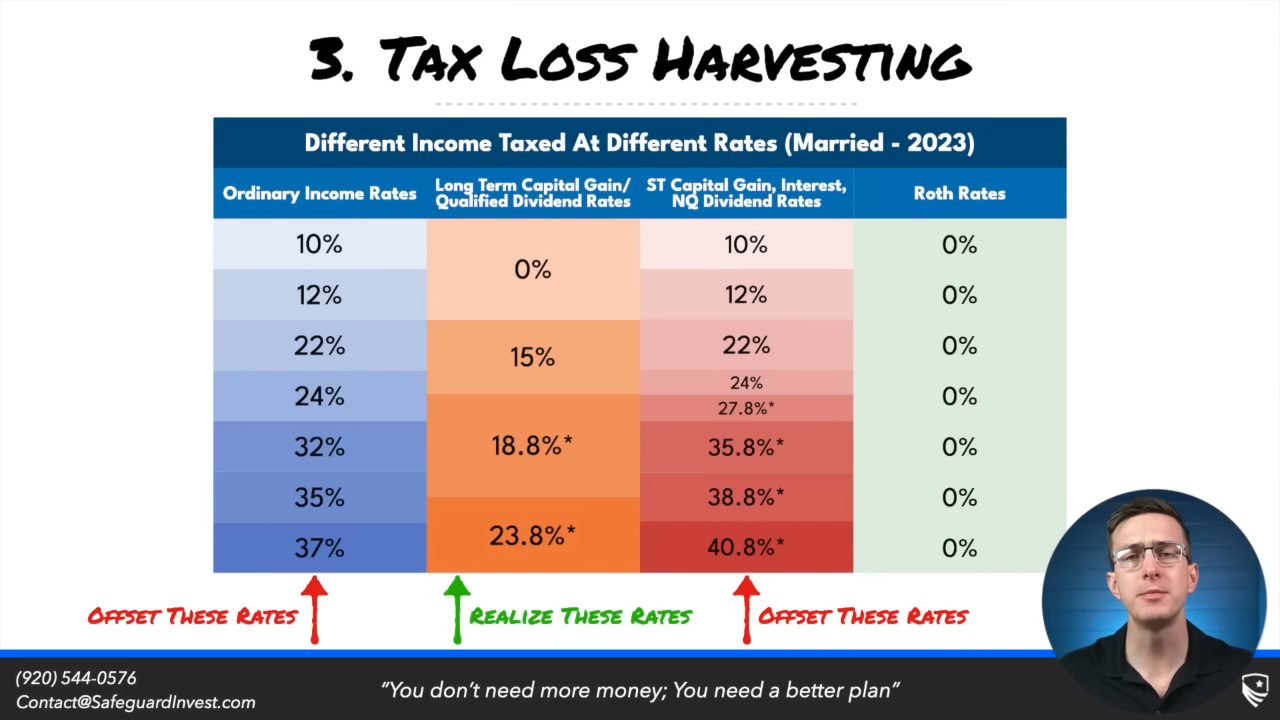 3. Tax Loss Harvesting
Different Income Taxed At Different Rates (Married - 2023)
Ordinary Income Rates
Long Term Capital Gain/
Qualified Dividend Rates
ST Capital Gain, Interest,
NQ Dividend Rates
Roth Rates
10%
12%
22%
24%
32%
35%
37%
0%
15%
18.8%*
23.8%*
10%
12%
22%
24%
27.8%*
35.8%*
38.8%*
40.8%*
0%
0%
0%
0%
0%
0%
0%
Offset These Rates
Realize These Rates
Offset These Rates
(920) 544-0576
Contact@SafeguardInvest.com
“You don’t need more money; You need a better plan”